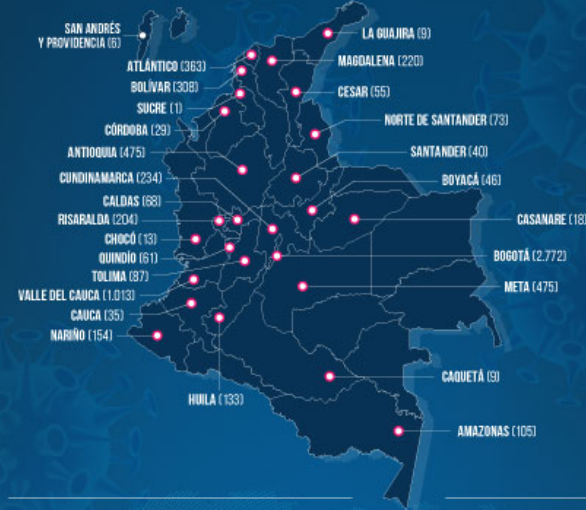 SAN ANDRÉS
Y PROVIDENCIA (6)
ATLÁNTICO (363)
BOLÍVAR (308)
SUCRE (1)
CÓRDOBA (29)
ANTIOQUIA (475)
CUNDINAMARCA (234)
CALDAS (68)
RISARALDA (204)
CHOCÓ (13)
QUINDÍO (61)
TOLIMA (87)
VALLE DEL CAUCA (1.013)
CAUCA (35)
NARIÑO (154)
HUILA (133)
LA GUAJIRA (9)
MAGDALENA (220)
CESAR (55)
NORTE DE SANTANDER (73)
SANTANDER (40)
BOYACÁ (46)
CASANARE (18)
BOGOTÁ (2.772)
META (475)
CAQUETÁ (9)
AMAZONAS (105)